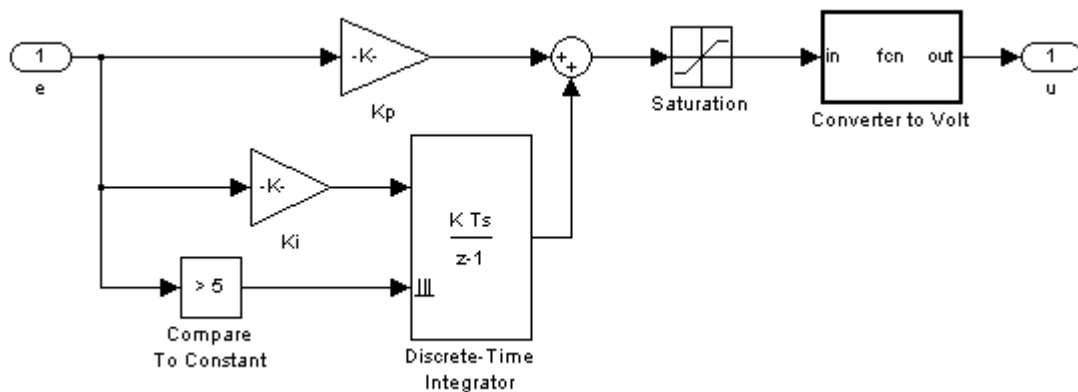 1
e
-K-
Kp
-K-
Ki
> 5
Compare
To Constant
K Ts
z-1
Discrete-Time
Integrator
+
+
Saturation
in fcn out
Converter to Volt
1
u